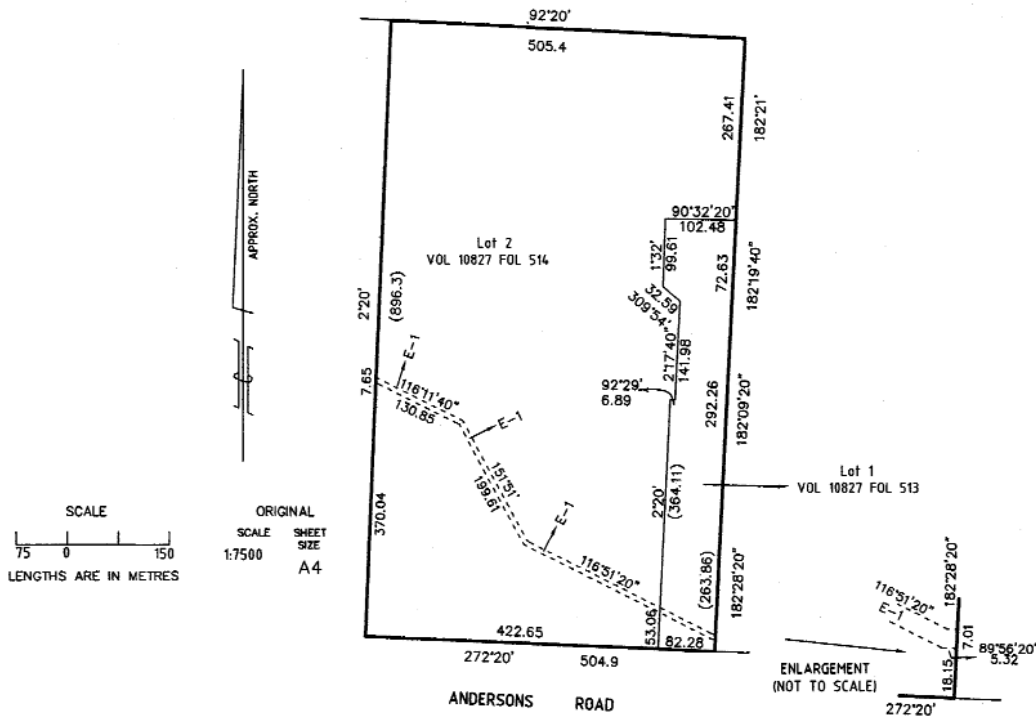 92°20'
505.4
267.41
182°21'
APPROX. NORTH
90°32'20"
102.48
Lot 2
VOL 10827 FOL 514
1°32'
99.61
72.63
182°19'40"
32.59
309°54'
2°20'
(896.3)
E-1
2°17'40"
141.98
7.65
116°11'40"
130.85
92°29'
6.89
292.26
182°09'20"
E-1
151°51'
199.61
Lot 1
VOL 10827 FOL 513
370.04
2°20'
(364.11)
SCALE
75 0 150
LENGTHS ARE IN METRES
ORIGINAL
SCALE SHEET SIZE
1:7500 A4
E-1
116°51'20"
(263.86)
182°28'20"
53.06
82.28
422.65
272°20'
504.9
ANDERSONS ROAD
ENLARGEMENT
(NOT TO SCALE)
116°51'20"
E-1
182°28'20"
7.01
89°56'20"
5.32
18.15
272°20'